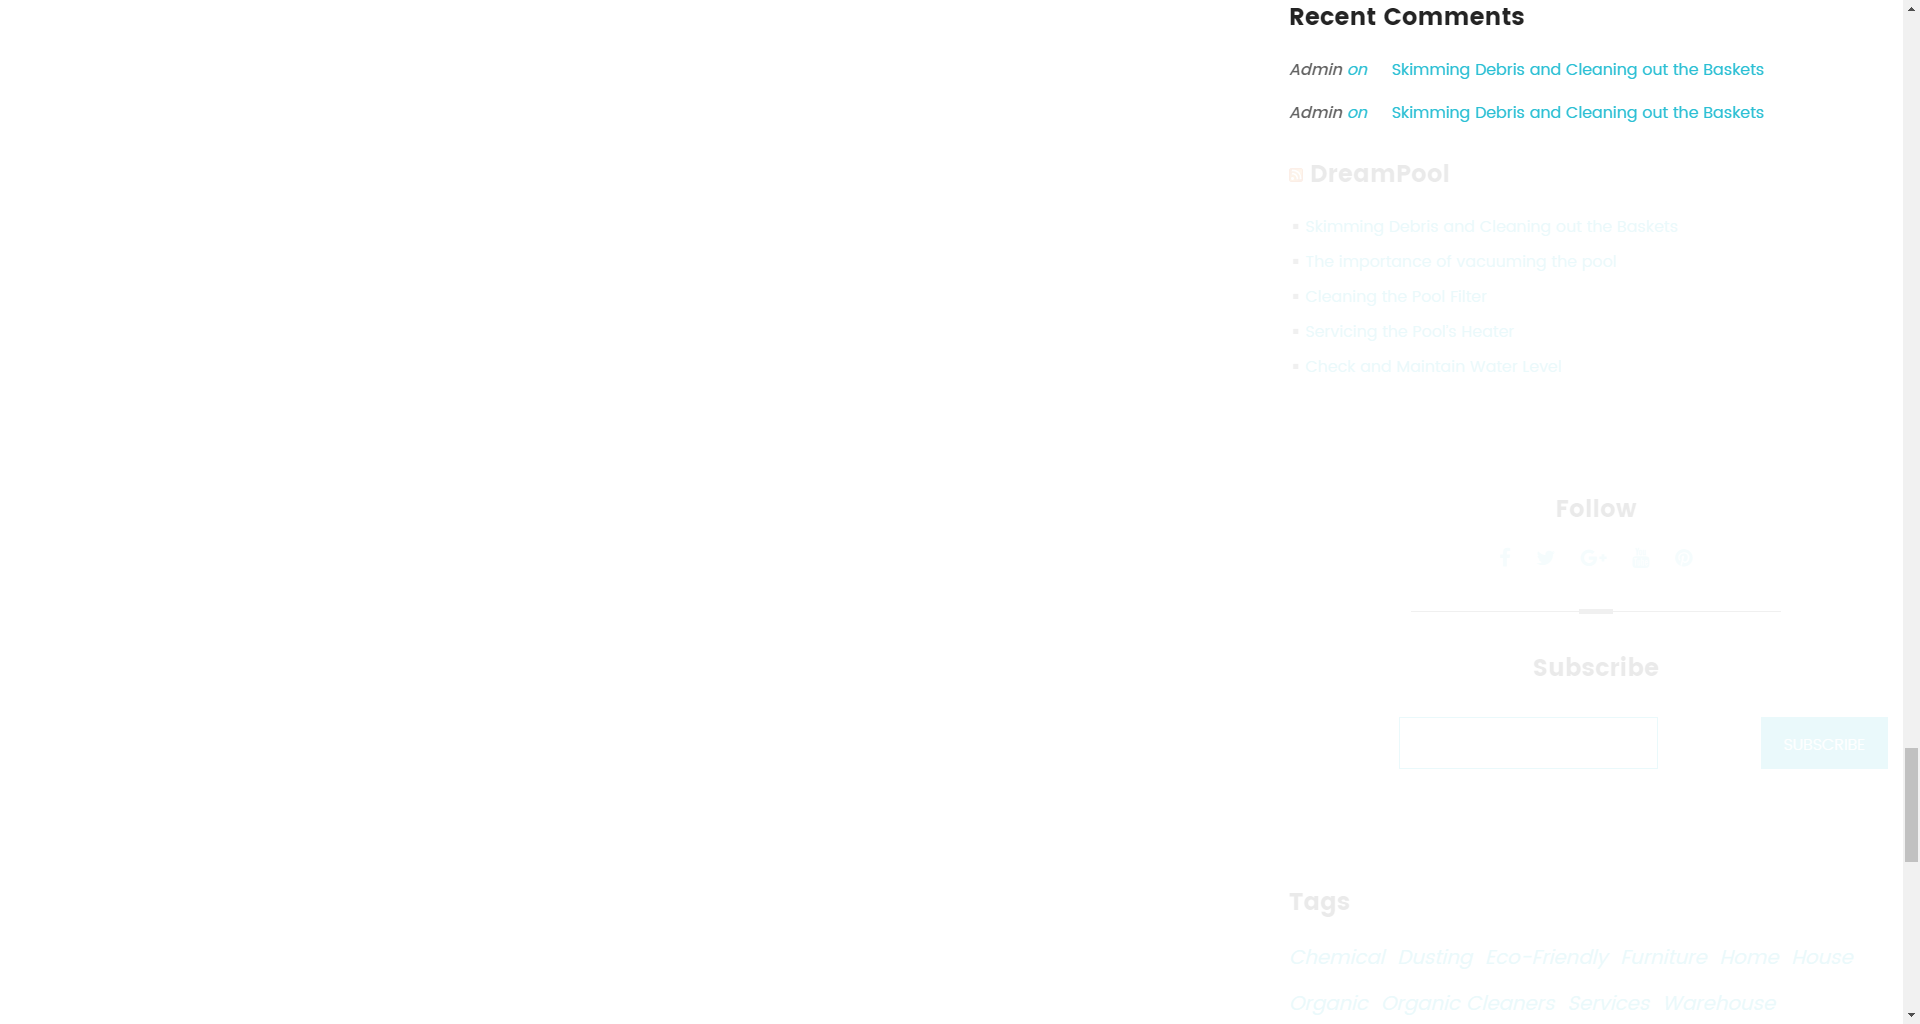 Recent Comments
Admin on Skimming Debris and Cleaning out the Baskets
Admin on Skimming Debris and Cleaning out the Baskets
DreamPool
Skimming Debris and Cleaning out the Baskets
The importance of vacuuming the pool
Cleaning the Pool Filter
Servicing the Pool's Heater
Check and Maintain Water Level
Follow
Subscribe
SUBSCRIBE
Tags
Chemical Dusting Eco-Friendly Furniture Home House
Organic Organic Cleaners Services Warehouse